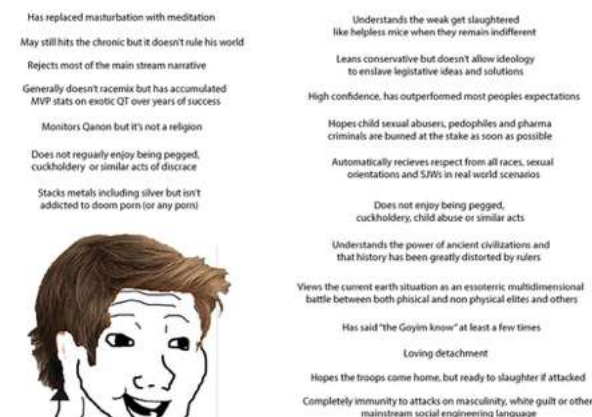 Has replaced masturbation with meditation
May still hits the chronic but it doesn't rule his world
Rejects most of the main stream narrative
Generally doesn't racemix but has accumulated
MVP stats on exotic QT over years of success
Monitors Qanon but it's not a religion
Does not regularly enjoy being pegged,
cuckholdery or similar acts of discrace
Stacks metals including silver but isn't
addicted to doom porn (or any porn)
Understands the weak get slaughtered
like helpless mice when they remain indifferent
Leans conservative but doesn't allow ideology
to enslave legistative ideas and solutions
High confidence, has outperformed most peoples expectations
Hopes child sexual abusers, pedophiles and pharma
criminals are burned at the stake as soon as possible
Automatically recieves respect from all races, sexual
orientations and SJWs in real world scenarios
Does not enjoy being pegged,
cuckholdery, child abuse or similar acts
Understands the power of ancient civilizations and
that history has been greatly distorted by rulers
Views the current earth situation as an essoterric multidimensional
battle between both phisical and non physical elites and others
Has said "the Goyim know" at least a few times
Loving detachment
Hopes the troops come home, but ready to slaughter if attacked
Completely immunity to attacks on masculinity, white guilt or other
mainstream social engineering language